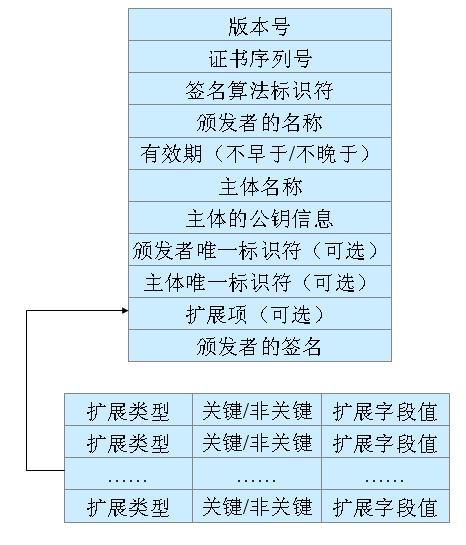 版本号
证书序列号
签名算法标识符
颁发者的名称
有效期（不早于/不晚于）
主体名称
主体的公钥信息
颁发者唯一标识符（可选）
主体唯一标识符（可选）
扩展项（可选）
颁发者的签名
扩展类型 关键/非关键 扩展字段值
扩展类型 关键/非关键 扩展字段值
…… …… ……
扩展类型 关键/非关键 扩展字段值